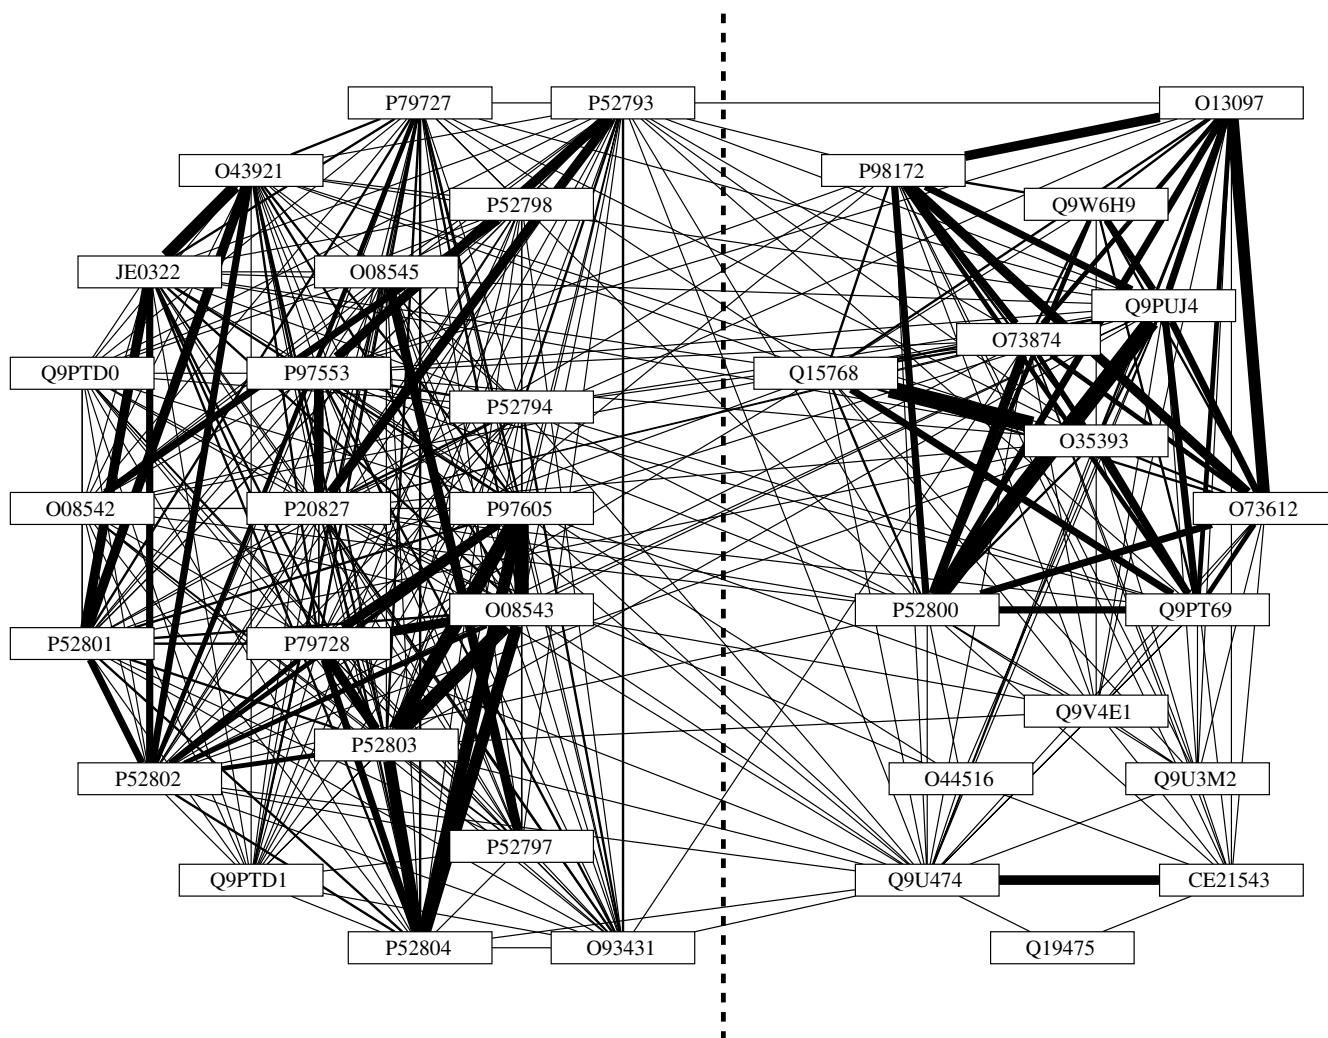 P79727
P52793
O13097
O43921
P98172
P52798
Q9W6H9
JE0322
O08545
Q9PUJ4
O73874
Q9PTD0
P97553
Q15768
P52794
O35393
O08542
P20827
P97605
O73612
O08543
P52800
Q9PT69
P52801
P79728
Q9V4E1
P52803
P52802
O44516
Q9U3M2
P52797
Q9PTD1
Q9U474
CE21543
P52804
O93431
Q19475